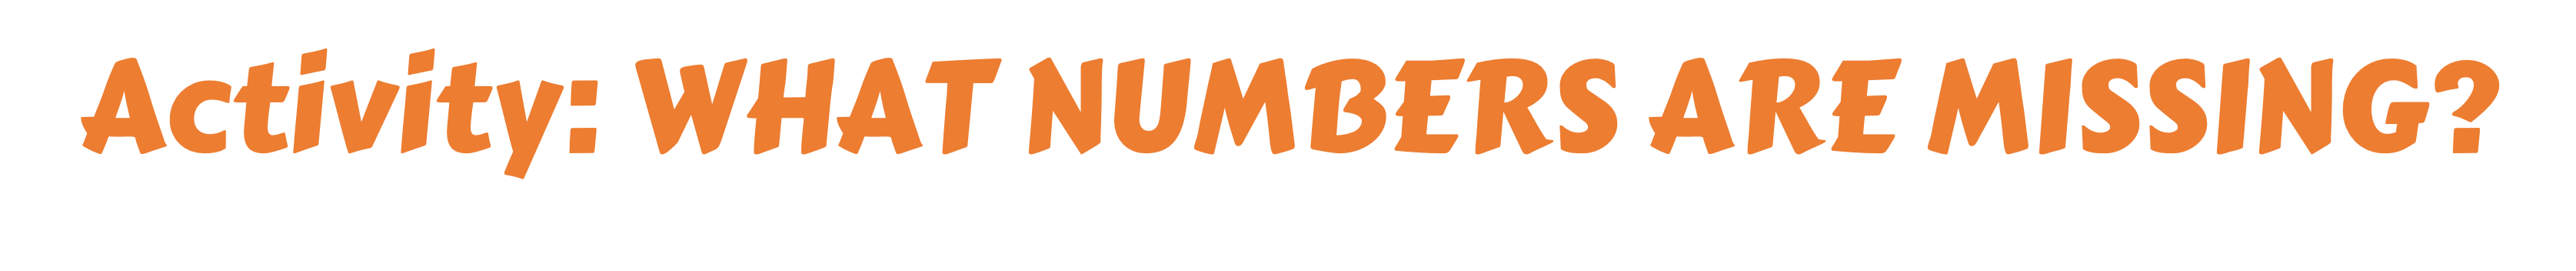 Activity: WHAT NUMBERS ARE MISSING?